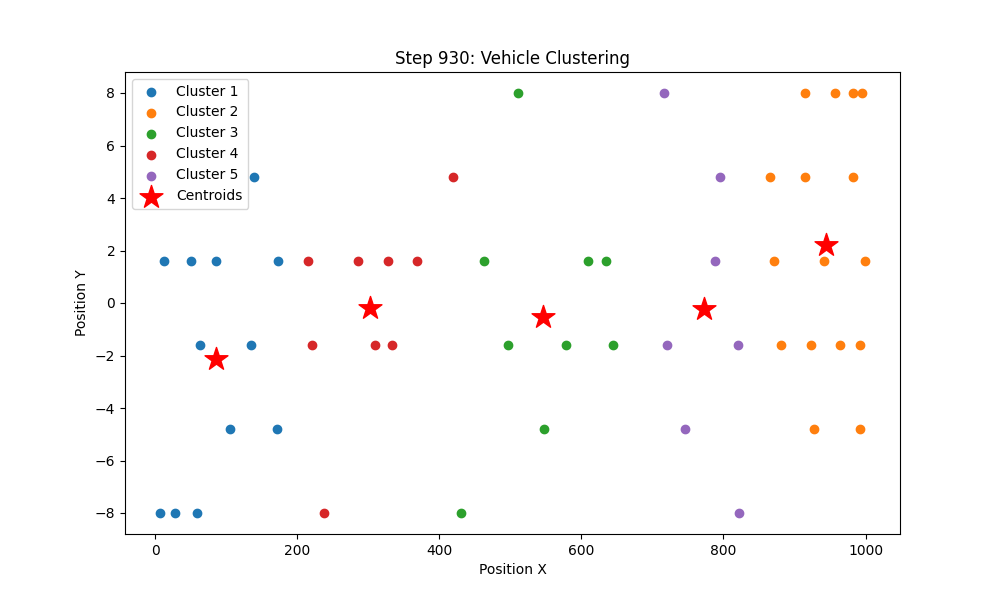 Step 930: Vehicle Clustering
Cluster 1
Cluster 2
Cluster 3
Cluster 4
Cluster 5
Centroids
8
6
4
2
0
−2
−4
−6
−8
Position Y
0
200
400
600
800
1000
Position X